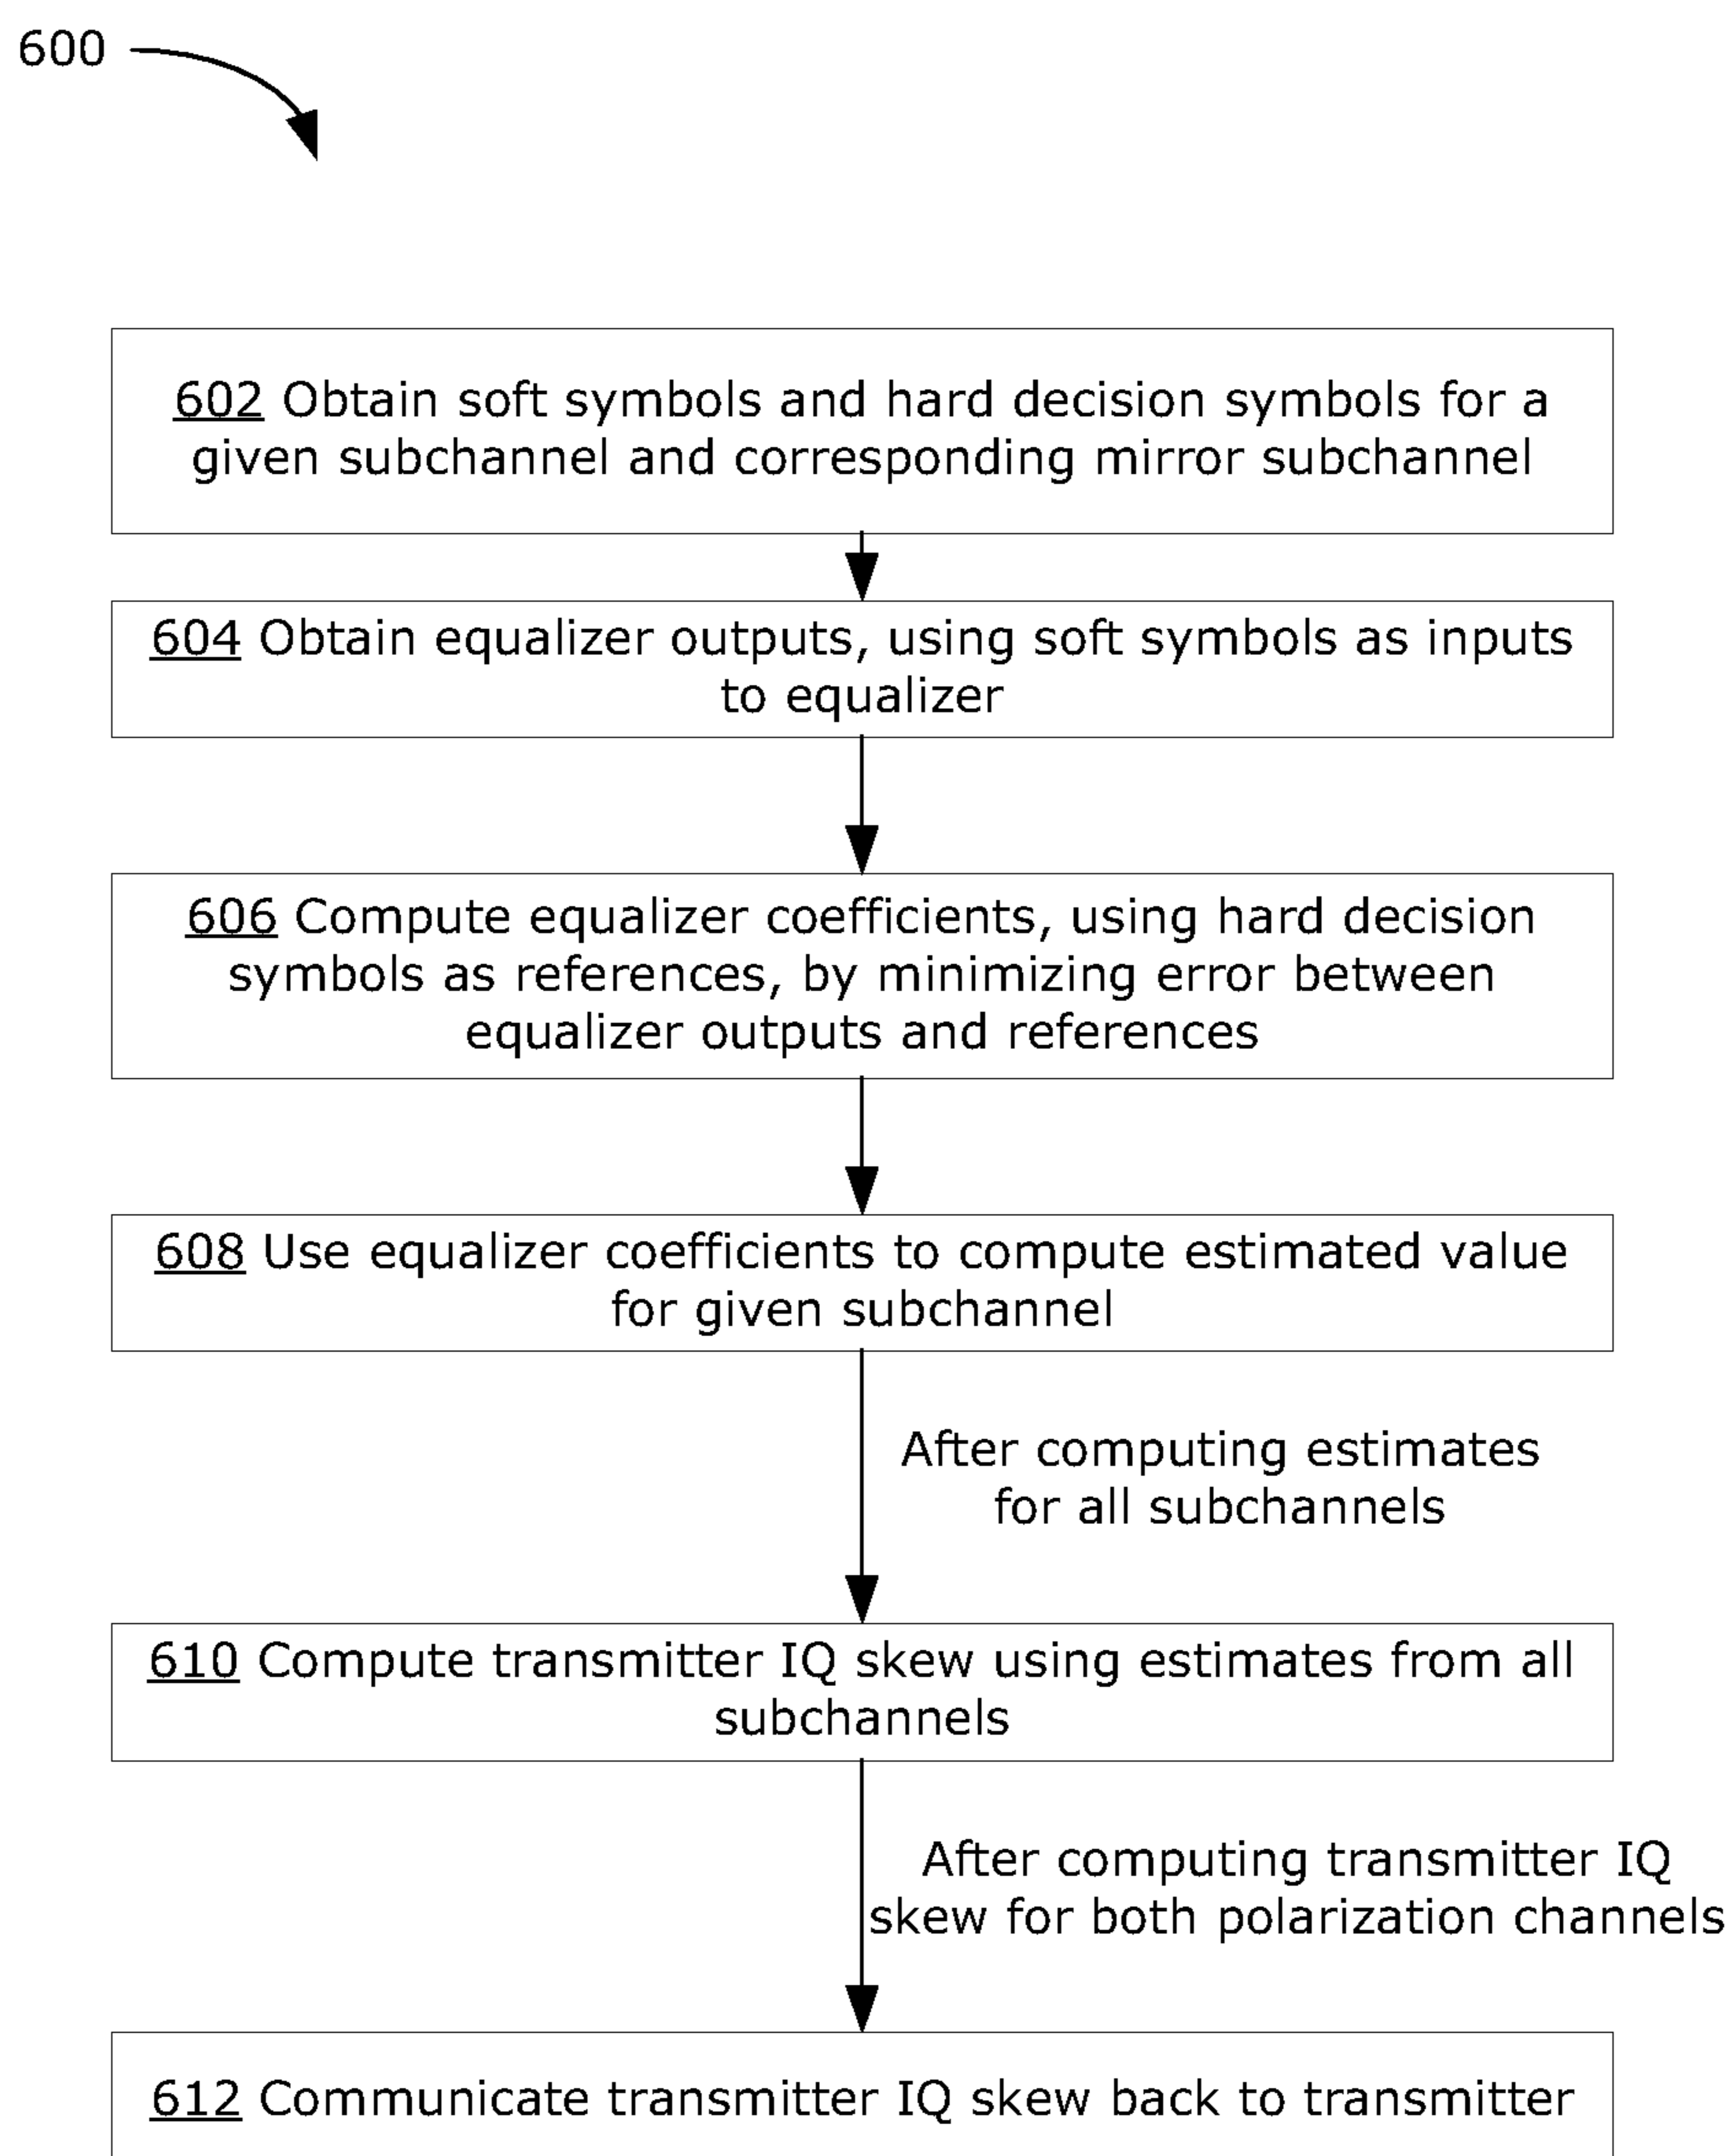 600
602 Obtain soft symbols and hard decision symbols for a
given subchannel and corresponding mirror subchannel
604 Obtain equalizer outputs, using soft symbols as inputs
to equalizer
606 Compute equalizer coefficients, using hard decision
symbols as references, by minimizing error between
equalizer outputs and references
608 Use equalizer coefficients to compute estimated value
for given subchannel
After computing estimates
for all subchannels
610 Compute transmitter IQ skew using estimates from all
subchannels
After computing transmitter IQ
skew for both polarization channels
612 Communicate transmitter IQ skew back to transmitter